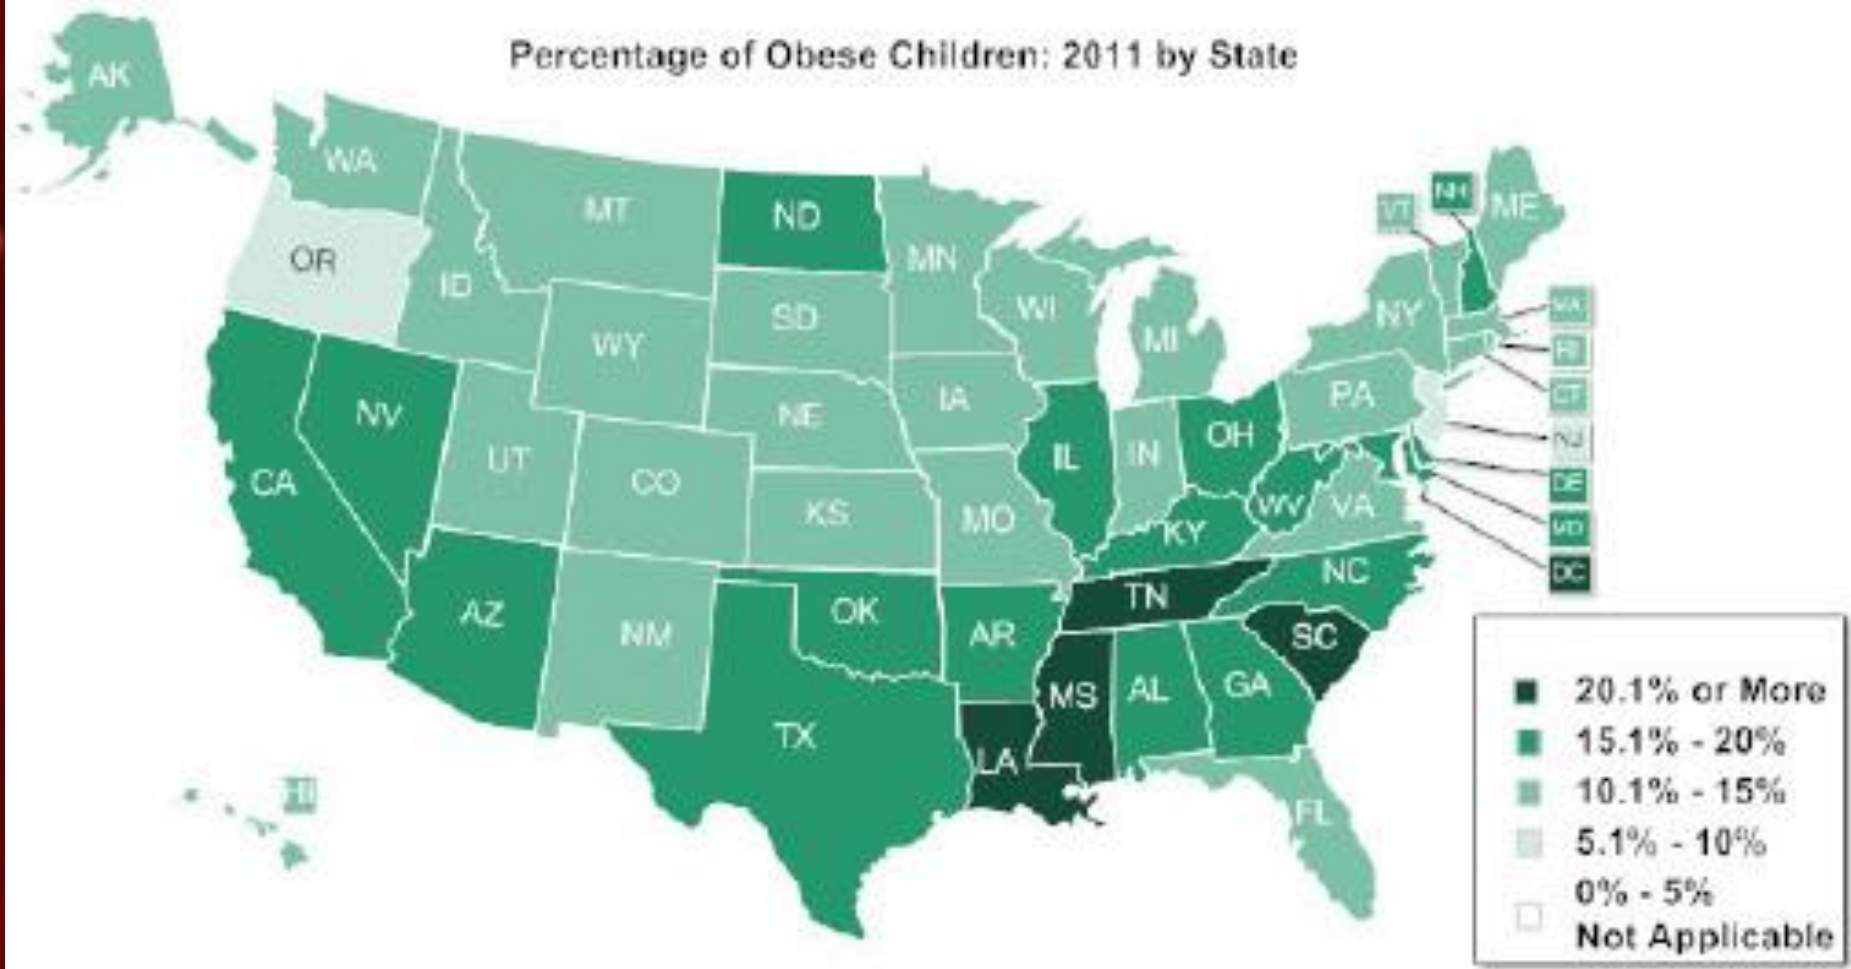 Percentage of Obese Children: 2011 by State
AK
WA
MT
ND
MN
VT
NH
ME
OR
ID
SD
WI
MI
NY
MA
WY
RI
NV
UT
CO
NE
IA
PA
CT
CA
KS
MO
IL
IN
OH
NJ
WV
VA
DE
KY
MD
AZ
NM
OK
AR
TN
NC
DC
TX
LA
MS
AL
GA
SC
HI
FL
20.1% or More
15.1% - 20%
10.1% - 15%
5.1% - 10%
0% - 5%
Not Applicable